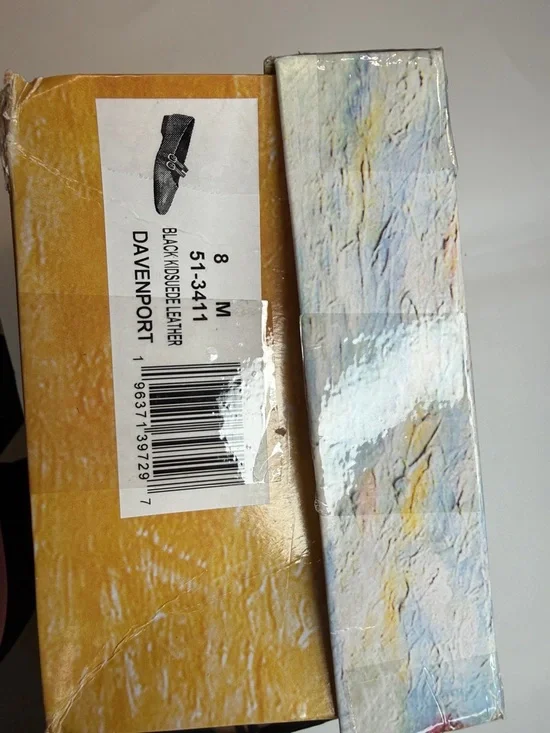 8 M
51-3411
BLACK KIDSUEDE LEATHER
DAVENPORT
1 96371 39729 7